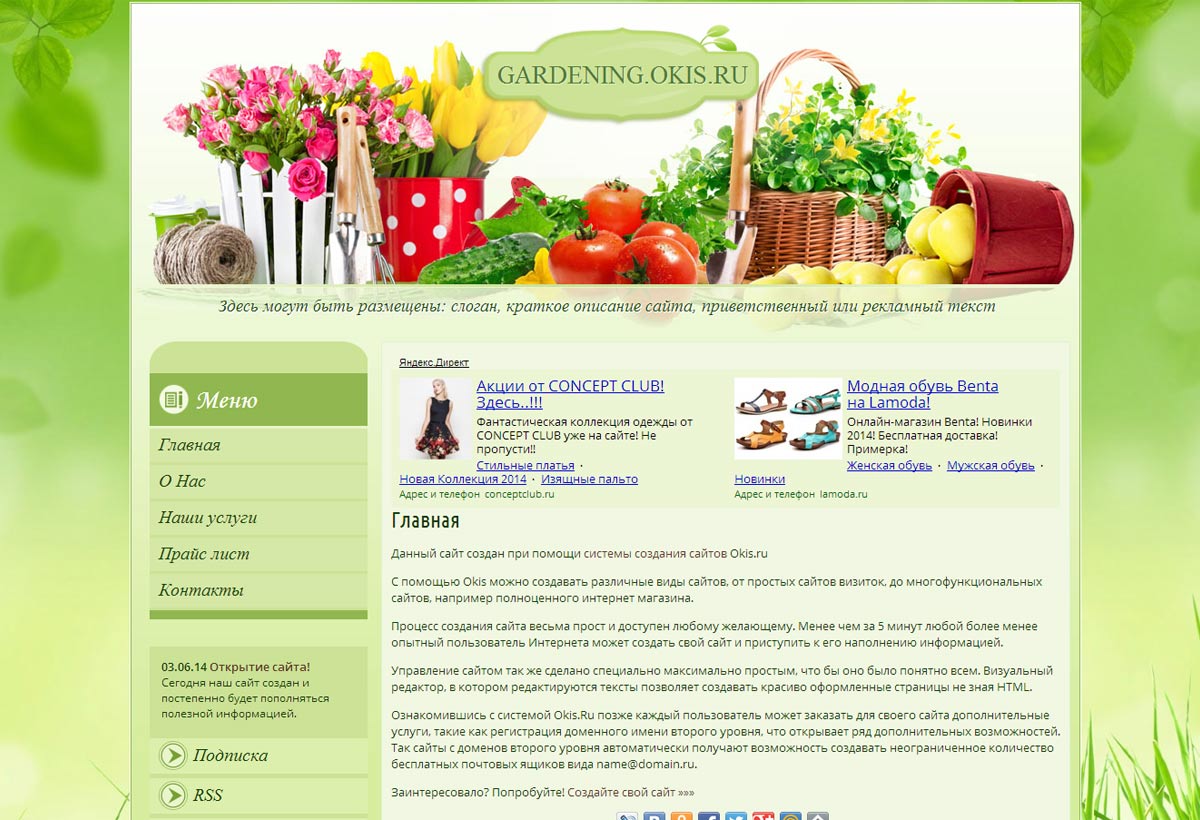 GARDENING.OKIS.RU
Здесь могут быть размещены: слоган, краткое описание сайта, приветственный или рекламный текст
Меню
Главная
О Нас
Наши услуги
Прайс лист
Контакты
03.06.14 Открытие сайта!
Сегодня наш сайт создан и
постепенно будет пополняться
полезной информацией.
Подписка
RSS
Яндекс.Директ
Акции от CONCEPT CLUB!
Здесь..!!!
Фантастическая коллекция одежды от
CONCEPT CLUB уже на сайте! Не
пропусти!!
Стильные платья ·
Новая Коллекция 2014 · Изящные пальто
Адрес и телефон conceptclub.ru
Модная обувь Benta
на Lamoda!
Онлайн-магазин Benta! Новинки
2014! Бесплатная доставка!
Примерка!
Женская обувь · Мужская обувь ·
Новинки
Адрес и телефон lamoda.ru
Главная
Данный сайт создан при помощи системы создания сайтов Okis.ru
С помощью Okis можно создавать различные виды сайтов, от простых сайтов визиток, до многофункциональных
сайтов, например полноценного интернет магазина.
Процесс создания сайта весьма прост и доступен любому желающему. Менее чем за 5 минут любой более менее
опытный пользователь Интернета может создать свой сайт и приступить к его наполнению информацией.
Управление сайтом так же сделано специально максимально простым, что бы оно было понятно всем. Визуальный
редактор, в котором редактируются тексты позволяет создавать красиво оформленные страницы не зная HTML.
Ознакомившись с системой Okis.Ru позже каждый пользователь может заказать для своего сайта дополнительные
услуги, такие как регистрация доменного имени второго уровня, что открывает ряд дополнительных возможностей.
Так сайты с доменов второго уровня автоматически получают возможность создавать неограниченное количество
бесплатных почтовых ящиков вида name@domain.ru.
Заинтересовало? Попробуйте! Создайте свой сайт »»»